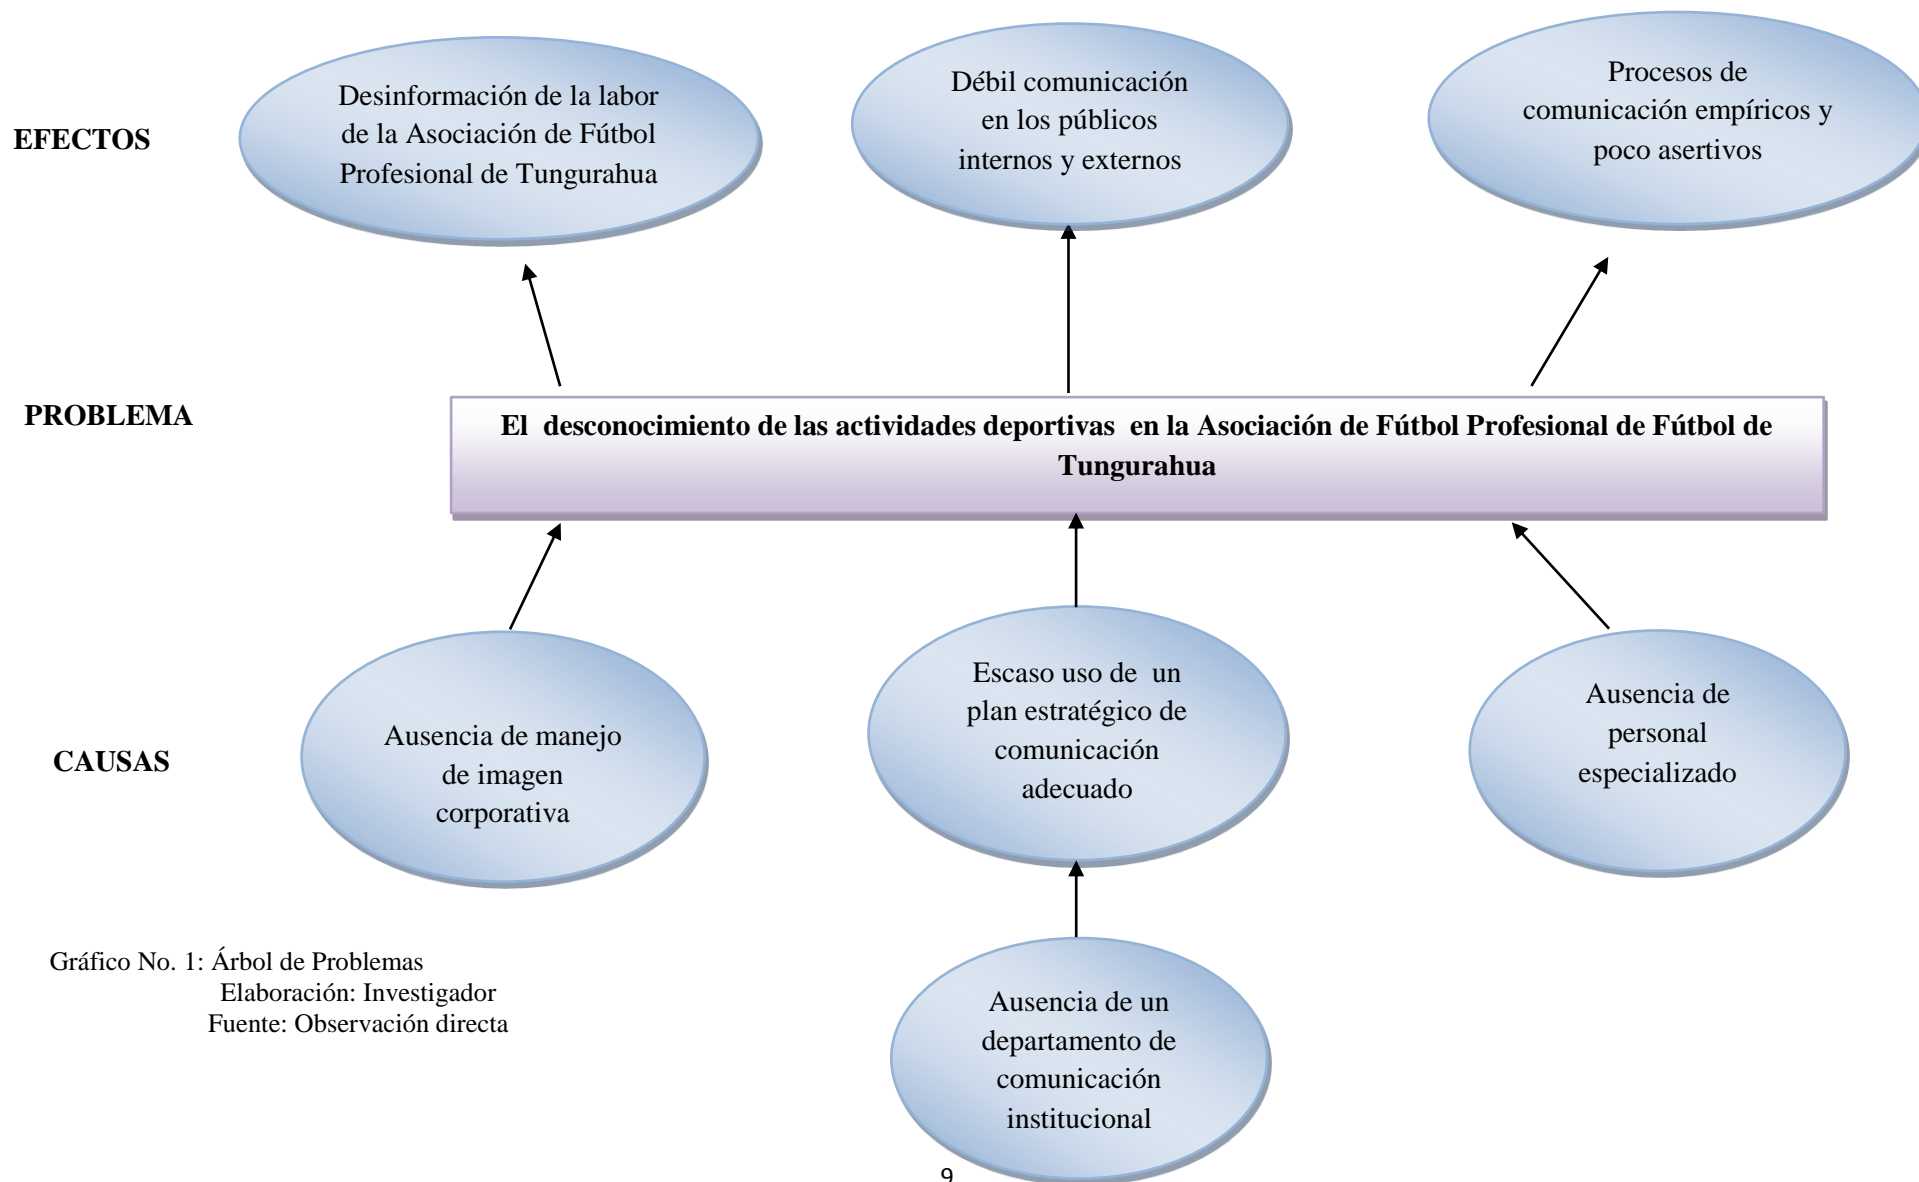 EFECTOS
Desinformación de la labor
de la Asociación de Fútbol
Profesional de Tungurahua
Débil comunicación
en los públicos
internos y externos
Procesos de
comunicación empíricos y
poco asertivos
PROBLEMA
El desconocimiento de las actividades deportivas en la Asociación de Fútbol Profesional de Fútbol de
Tungurahua
CAUSAS
Ausencia de manejo
de imagen
corporativa
Escaso uso de un
plan estratégico de
comunicación
adecuado
Ausencia de
personal
especializado
Ausencia de un
departamento de
comunicación
institucional
Gráfico No. 1: Árbol de Problemas
Elaboración: Investigador
Fuente: Observación directa
9